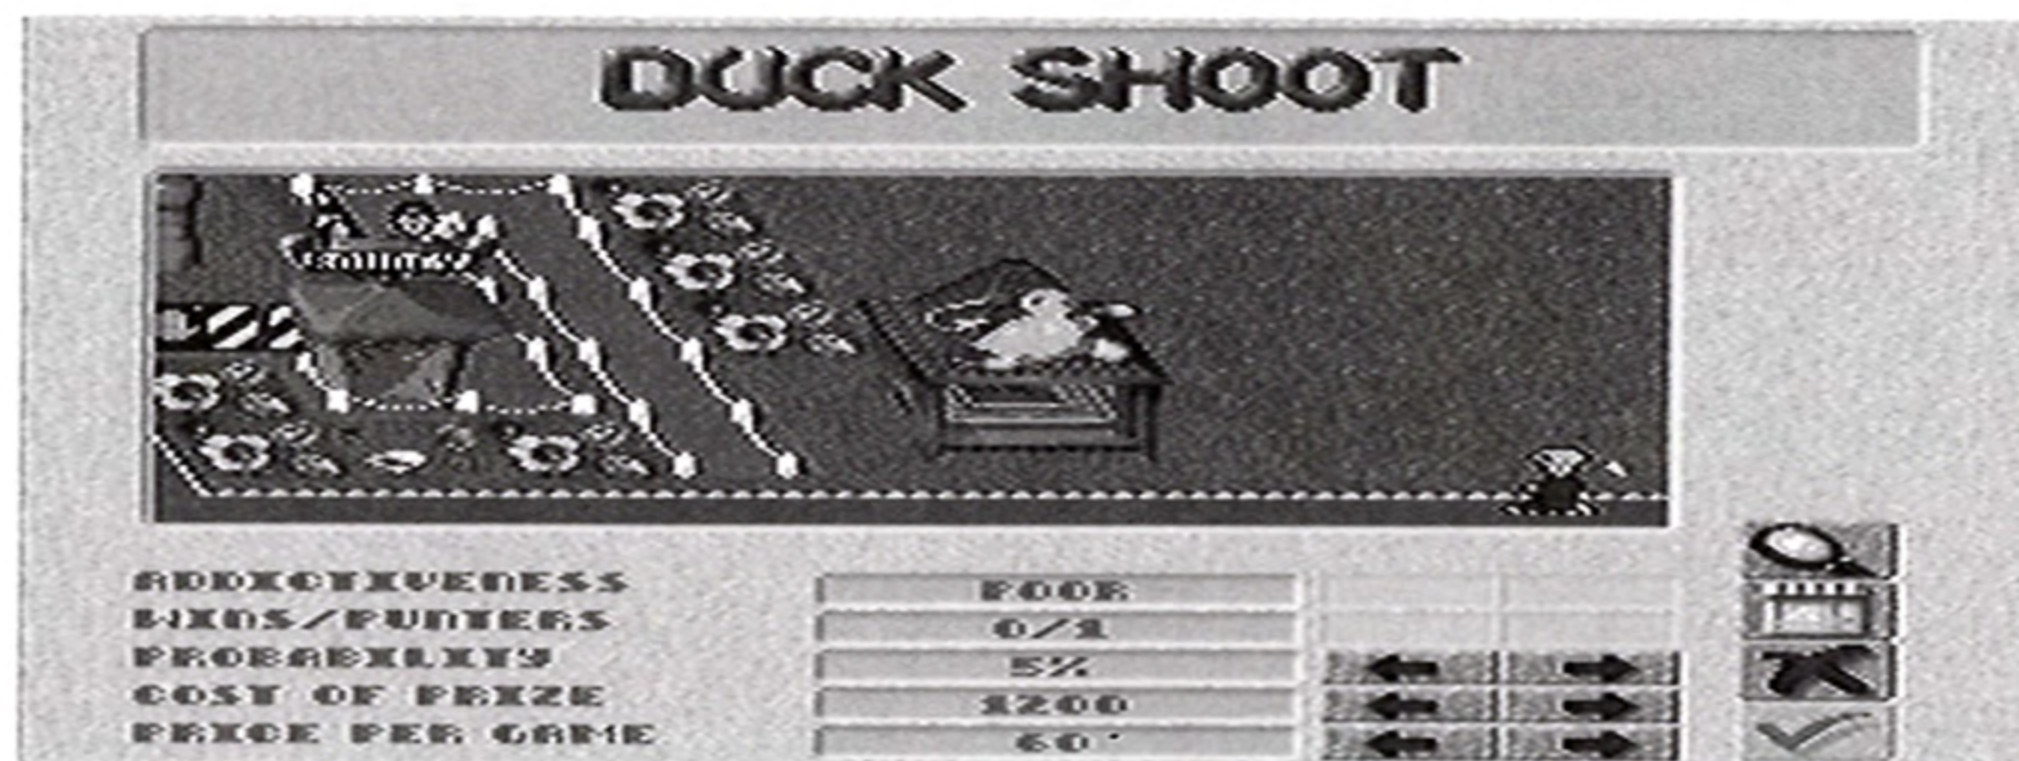 DUCK SHOOT
ADDICTIVENESS POOR
WINS/PUNTERS 0/1
PROBABILITY 5%
COST OF PRIZE 1200
PRICE PER GAME 60